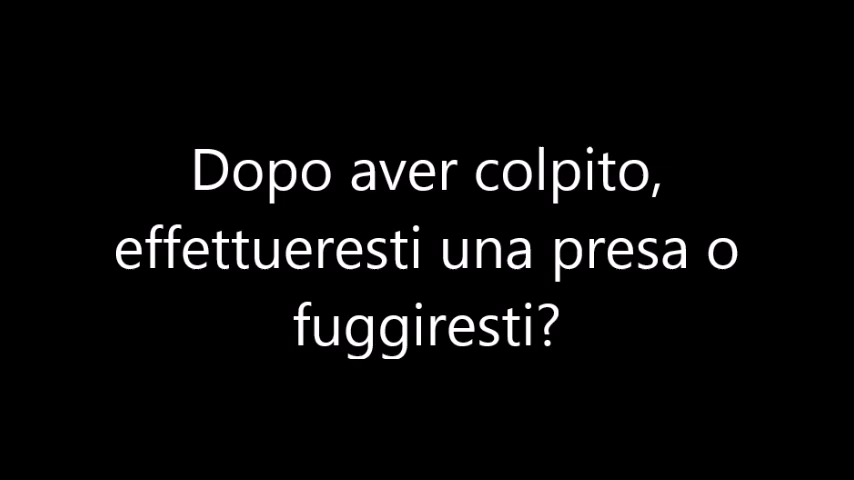 Dopo aver colpito,
effettueresti una presa o
fuggiresti?